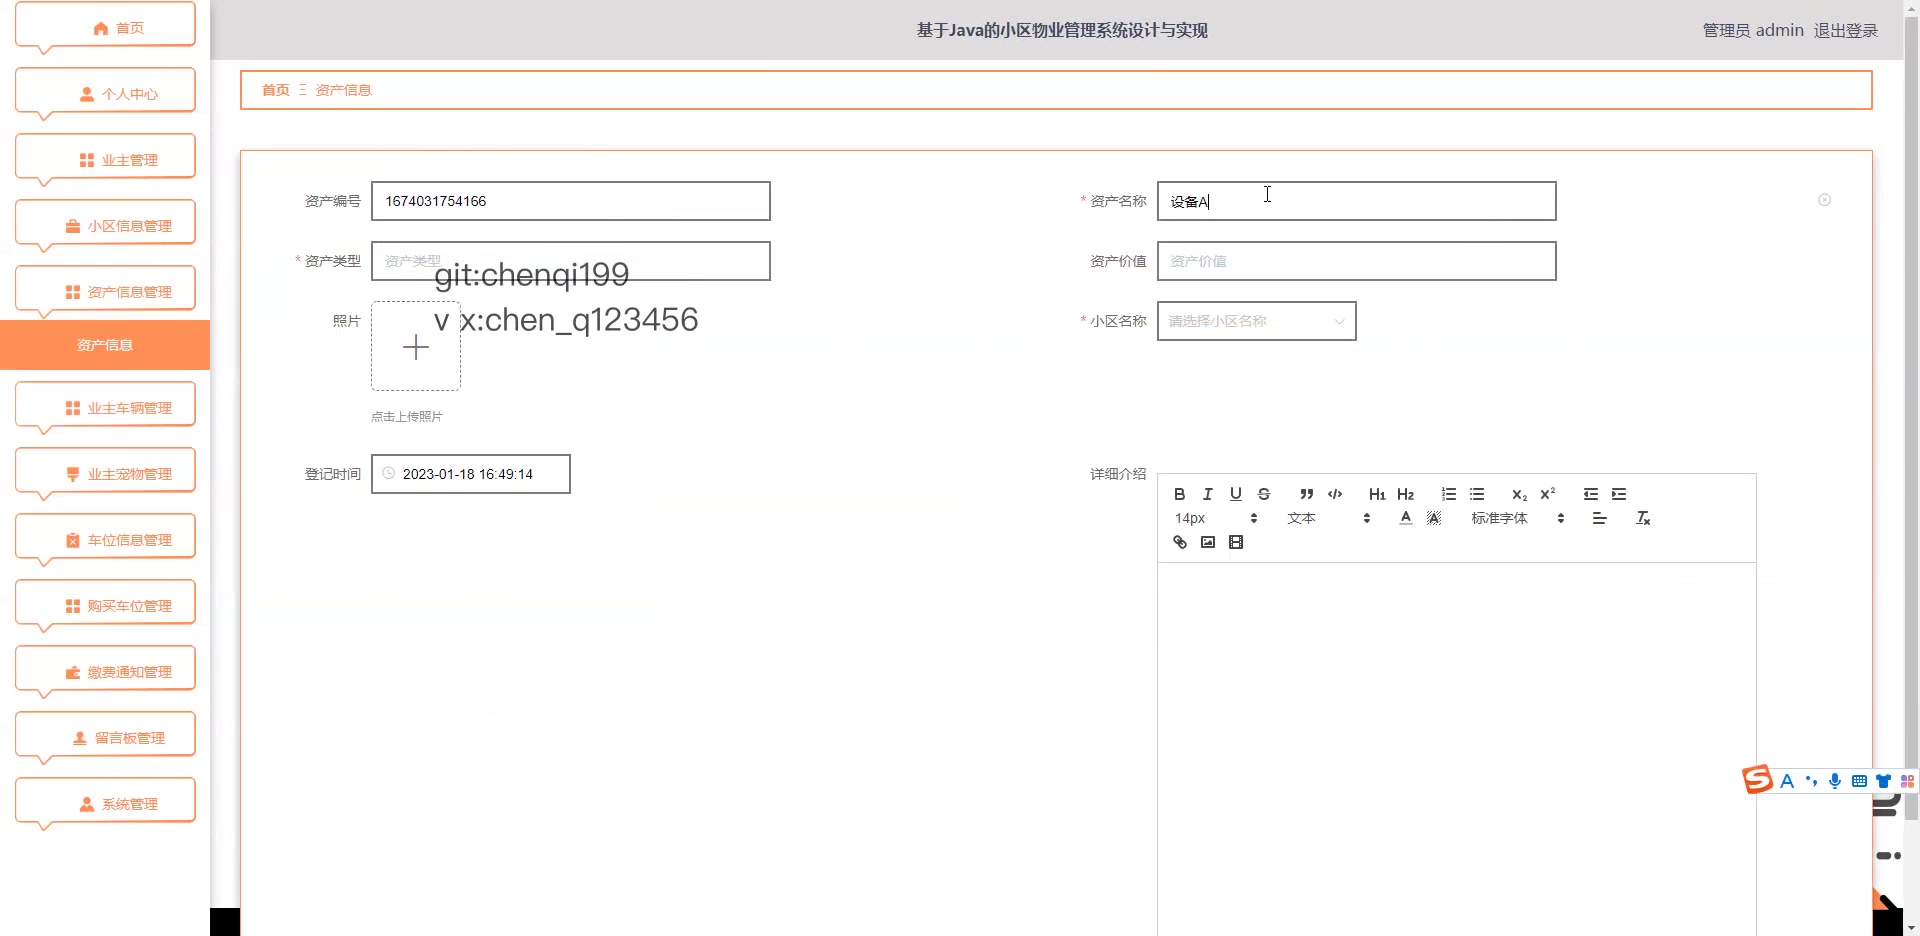 首页
基于Java的小区物业管理系统设计与实现
管理员 admin 退出登录
首页 资产信息
个人中心
业主管理
小区信息管理
资产信息管理
资产信息
业主车辆管理
业主宠物管理
车位信息管理
购买车位管理
缴费通知管理
留言板管理
系统管理
资产编号 1674031754166
* 资产名称 设备A
* 资产类型 资产类型
资产价值 资产价值
git:chenqi199
v x:chen_q123456
照片
* 小区名称 请选择小区名称
点击上传照片
登记时间 2023-01-18 16:49:14
详细介绍
B I U S H1 H2 X2 X2
14px 文本 A A 标准字体 Tx
S A